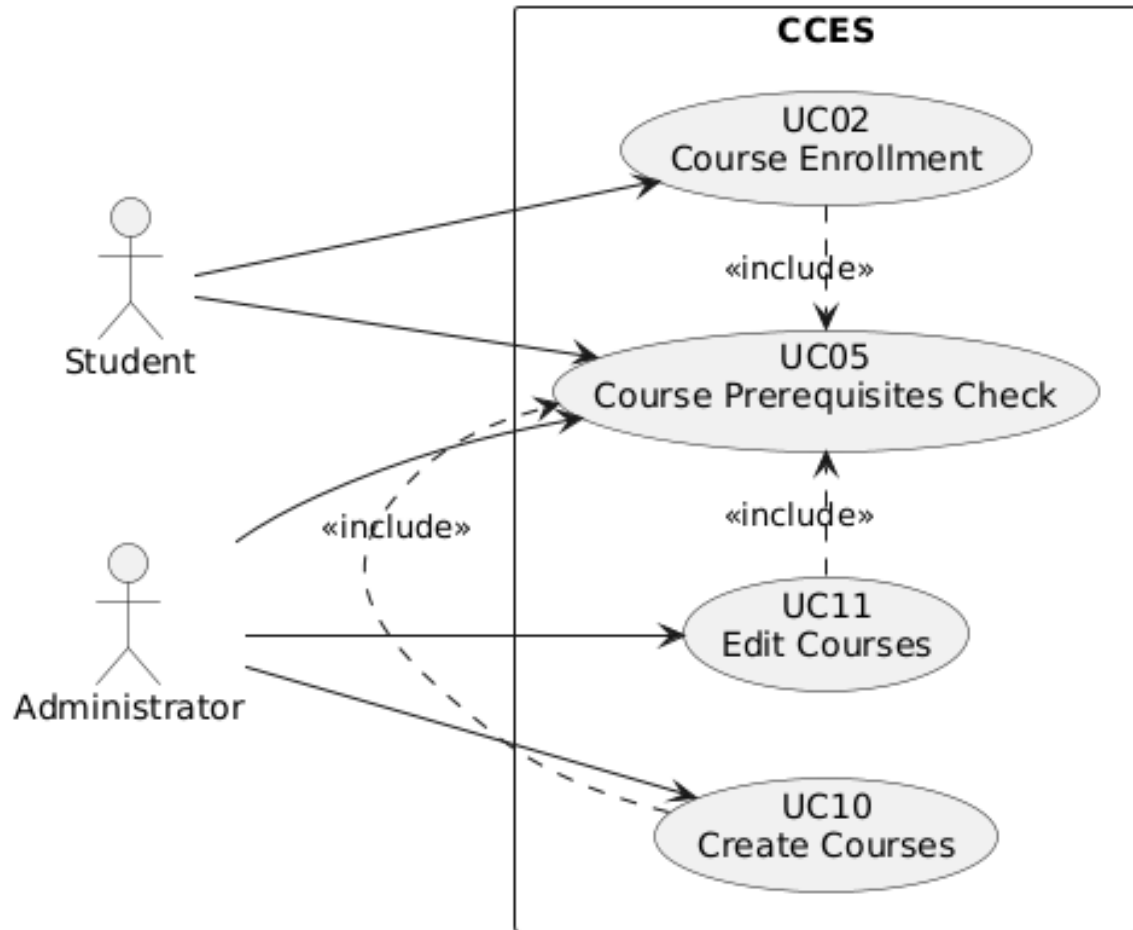 CCES
UC02
Course Enrollment
«include»
Student
UC05
Course Prerequisites Check
«include»
«include»
Administrator
UC11
Edit Courses
UC10
Create Courses